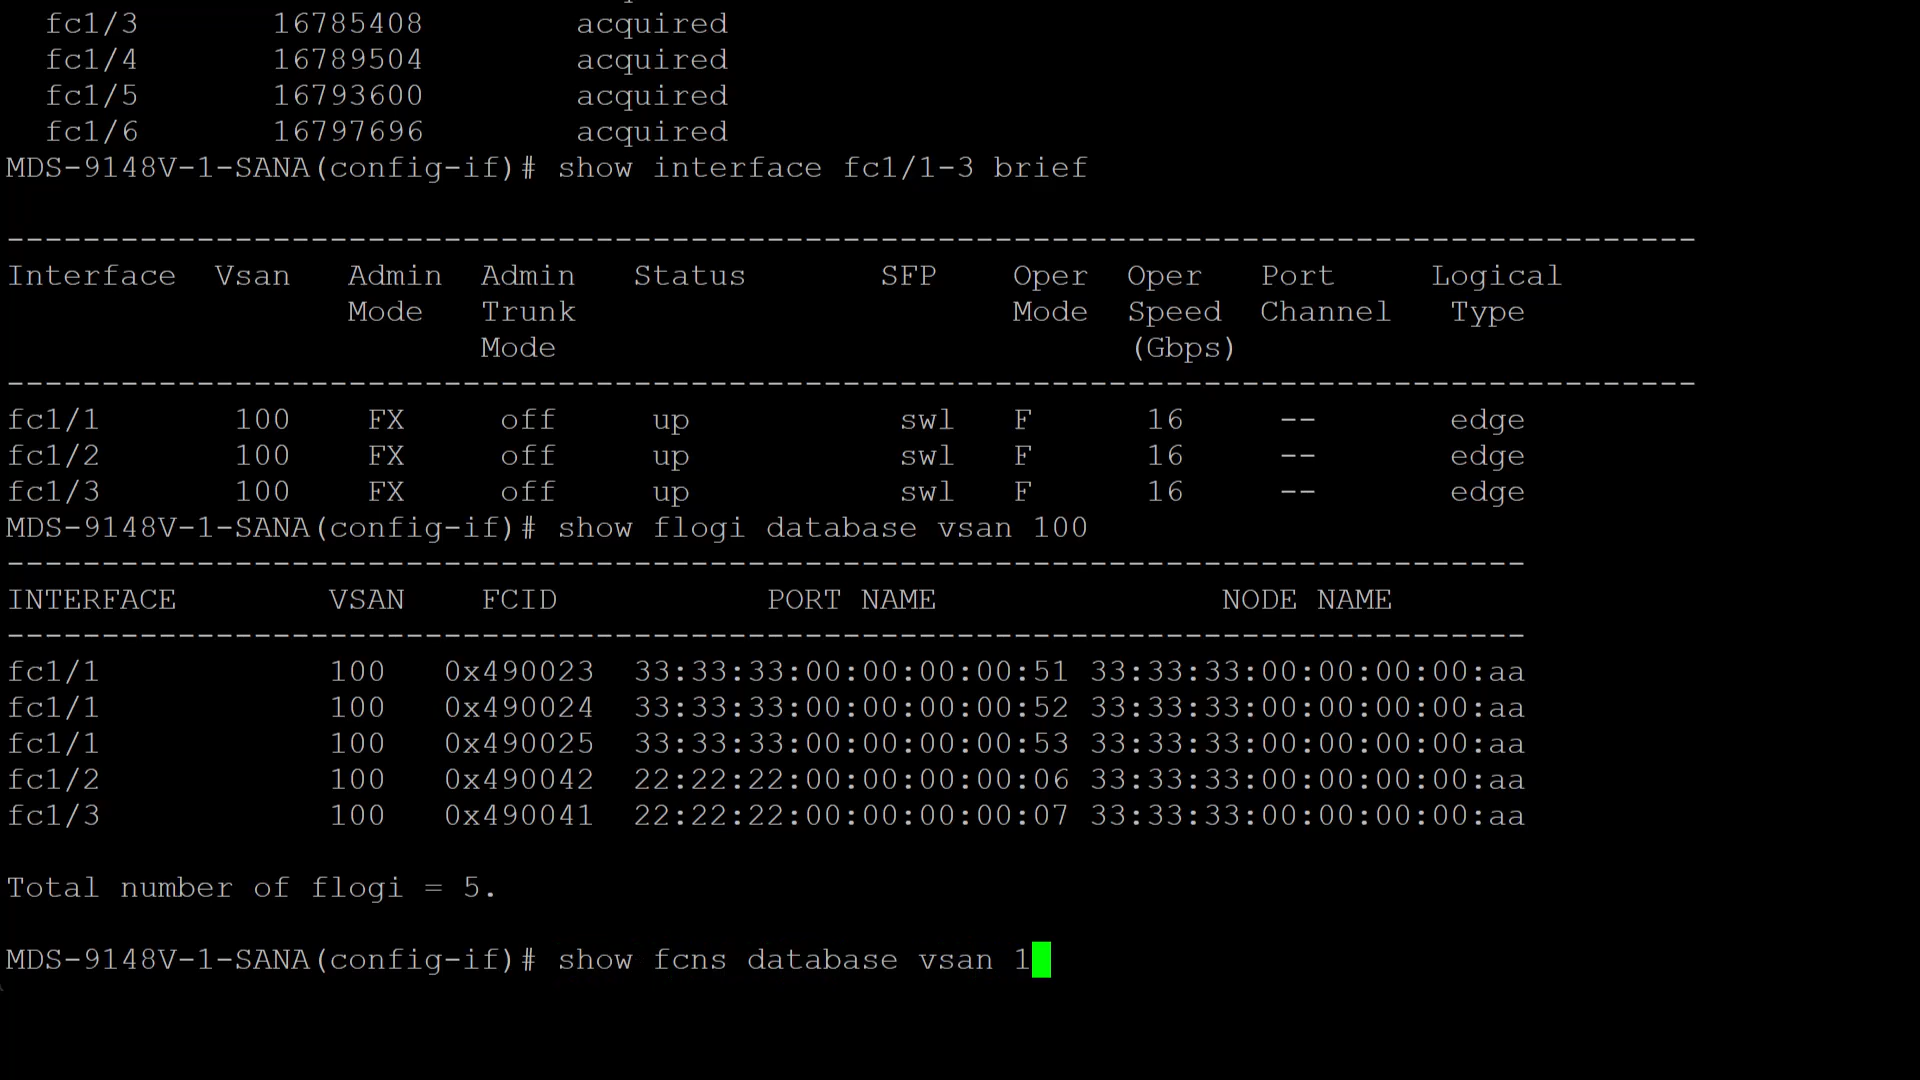 fc1/3 16785408 acquired
fc1/4 16789504 acquired
fc1/5 16793600 acquired
fc1/6 16797696 acquired
MDS-9148V-1-SANA(config-if)# show interface fc1/1-3 brief
-----------------------------------------------------------------------------------------
Interface Vsan Admin Admin Status SFP Oper Oper Port Logical
Mode Trunk Mode Speed Channel Type
Mode (Gbps)
-----------------------------------------------------------------------------------------
fc1/1 100 FX off up swl F 16 -- edge
fc1/2 100 FX off up swl F 16 -- edge
fc1/3 100 FX off up swl F 16 -- edge
MDS-9148V-1-SANA(config-if)# show flogi database vsan 100
--------------------------------------------------------------------------------
INTERFACE VSAN FCID PORT NAME NODE NAME
--------------------------------------------------------------------------------
fc1/1 100 0x490023 33:33:33:00:00:00:00:51 33:33:33:00:00:00:00:aa
fc1/1 100 0x490024 33:33:33:00:00:00:00:52 33:33:33:00:00:00:00:aa
fc1/1 100 0x490025 33:33:33:00:00:00:00:53 33:33:33:00:00:00:00:aa
fc1/2 100 0x490042 22:22:22:00:00:00:00:06 33:33:33:00:00:00:00:aa
fc1/3 100 0x490041 22:22:22:00:00:00:00:07 33:33:33:00:00:00:00:aa
Total number of flogi = 5.
MDS-9148V-1-SANA(config-if)# show fcns database vsan 1